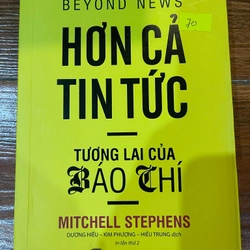 BEYOND NEWS
HƠN CẢ
70
TIN TỨC
TƯƠNG LAI CỦA
BÁO CHÍ
MITCHELL STEPHENS
DƯƠNG HIẾU - KIM PHƯỢNG - HIẾU TRUNG dịch
In lần thứ 2